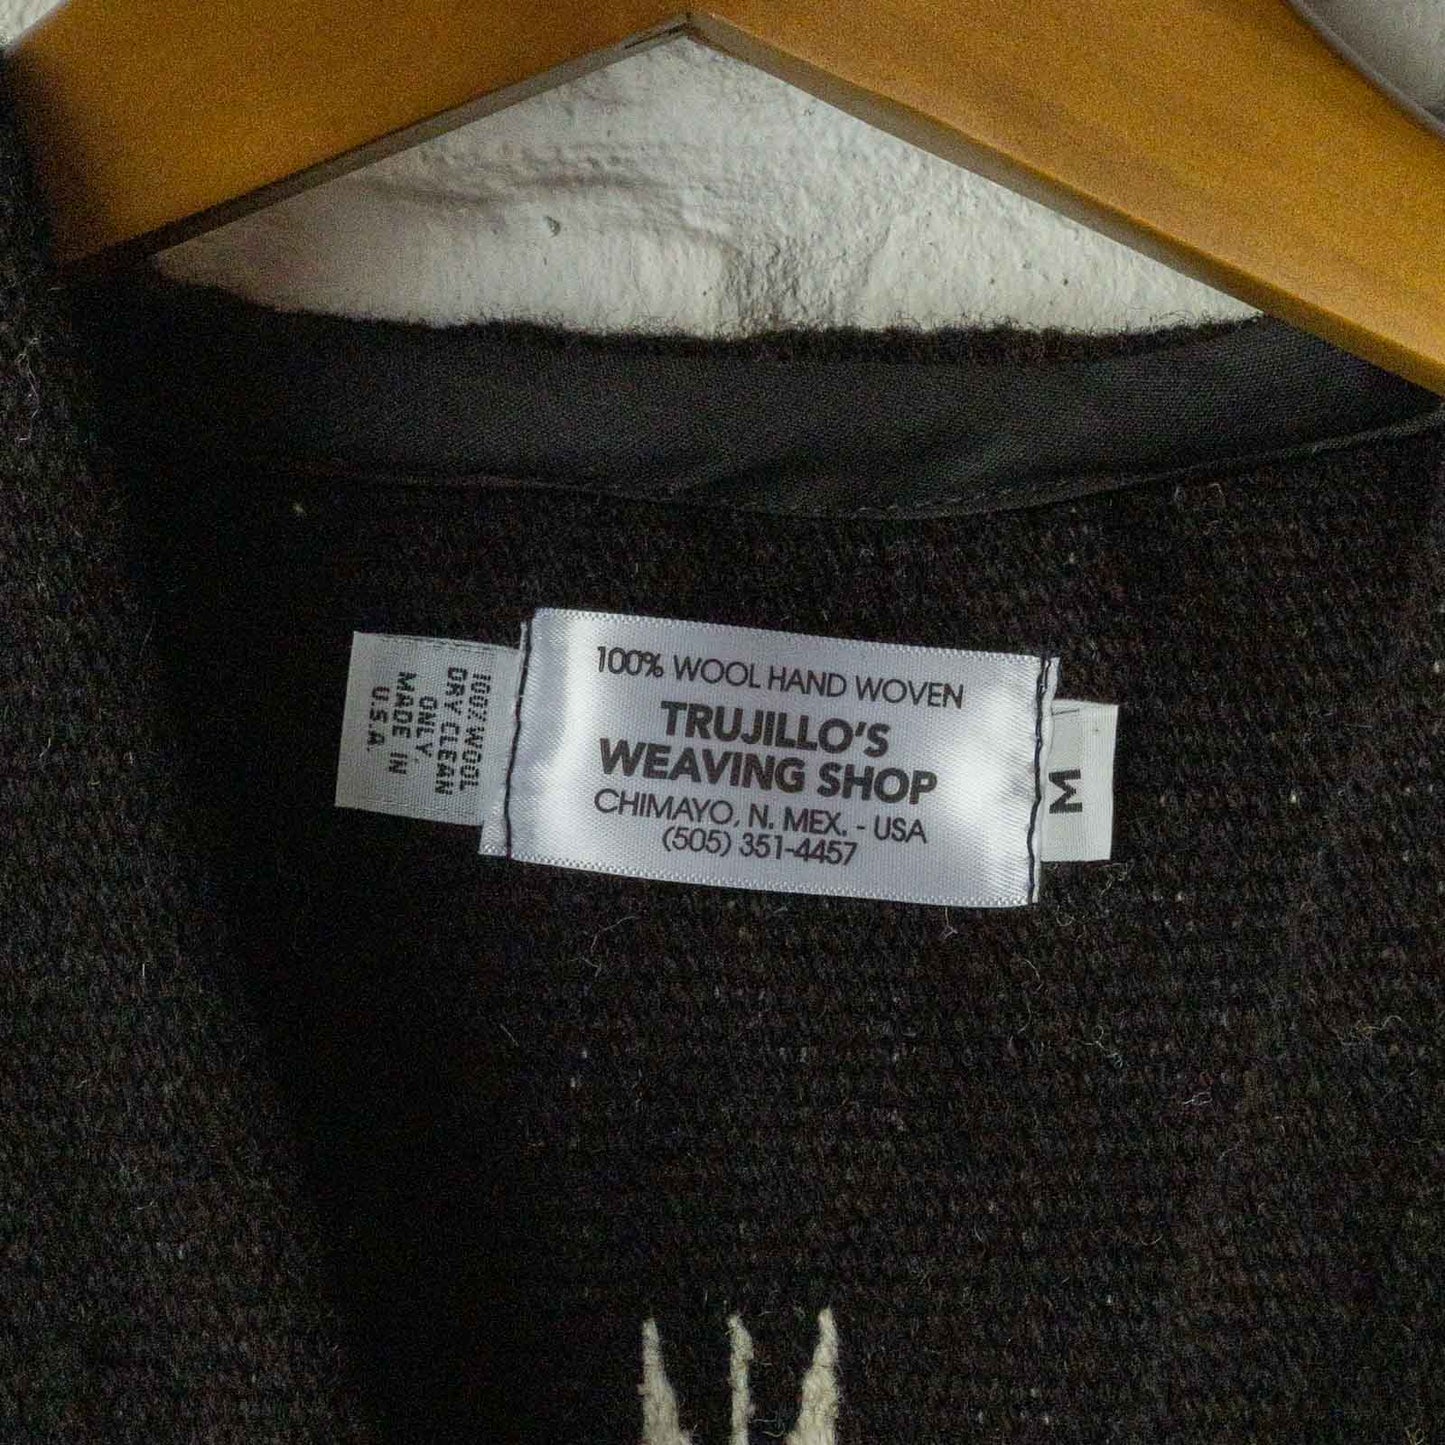 100% WOOL HAND WOVEN
TRUJILLO'S
WEAVING SHOP
CHIMAYO, N. MEX. - USA
(505) 351-4457
100% WOOL
DRY CLEAN
ONLY.
MADE IN
U.S.A.
M